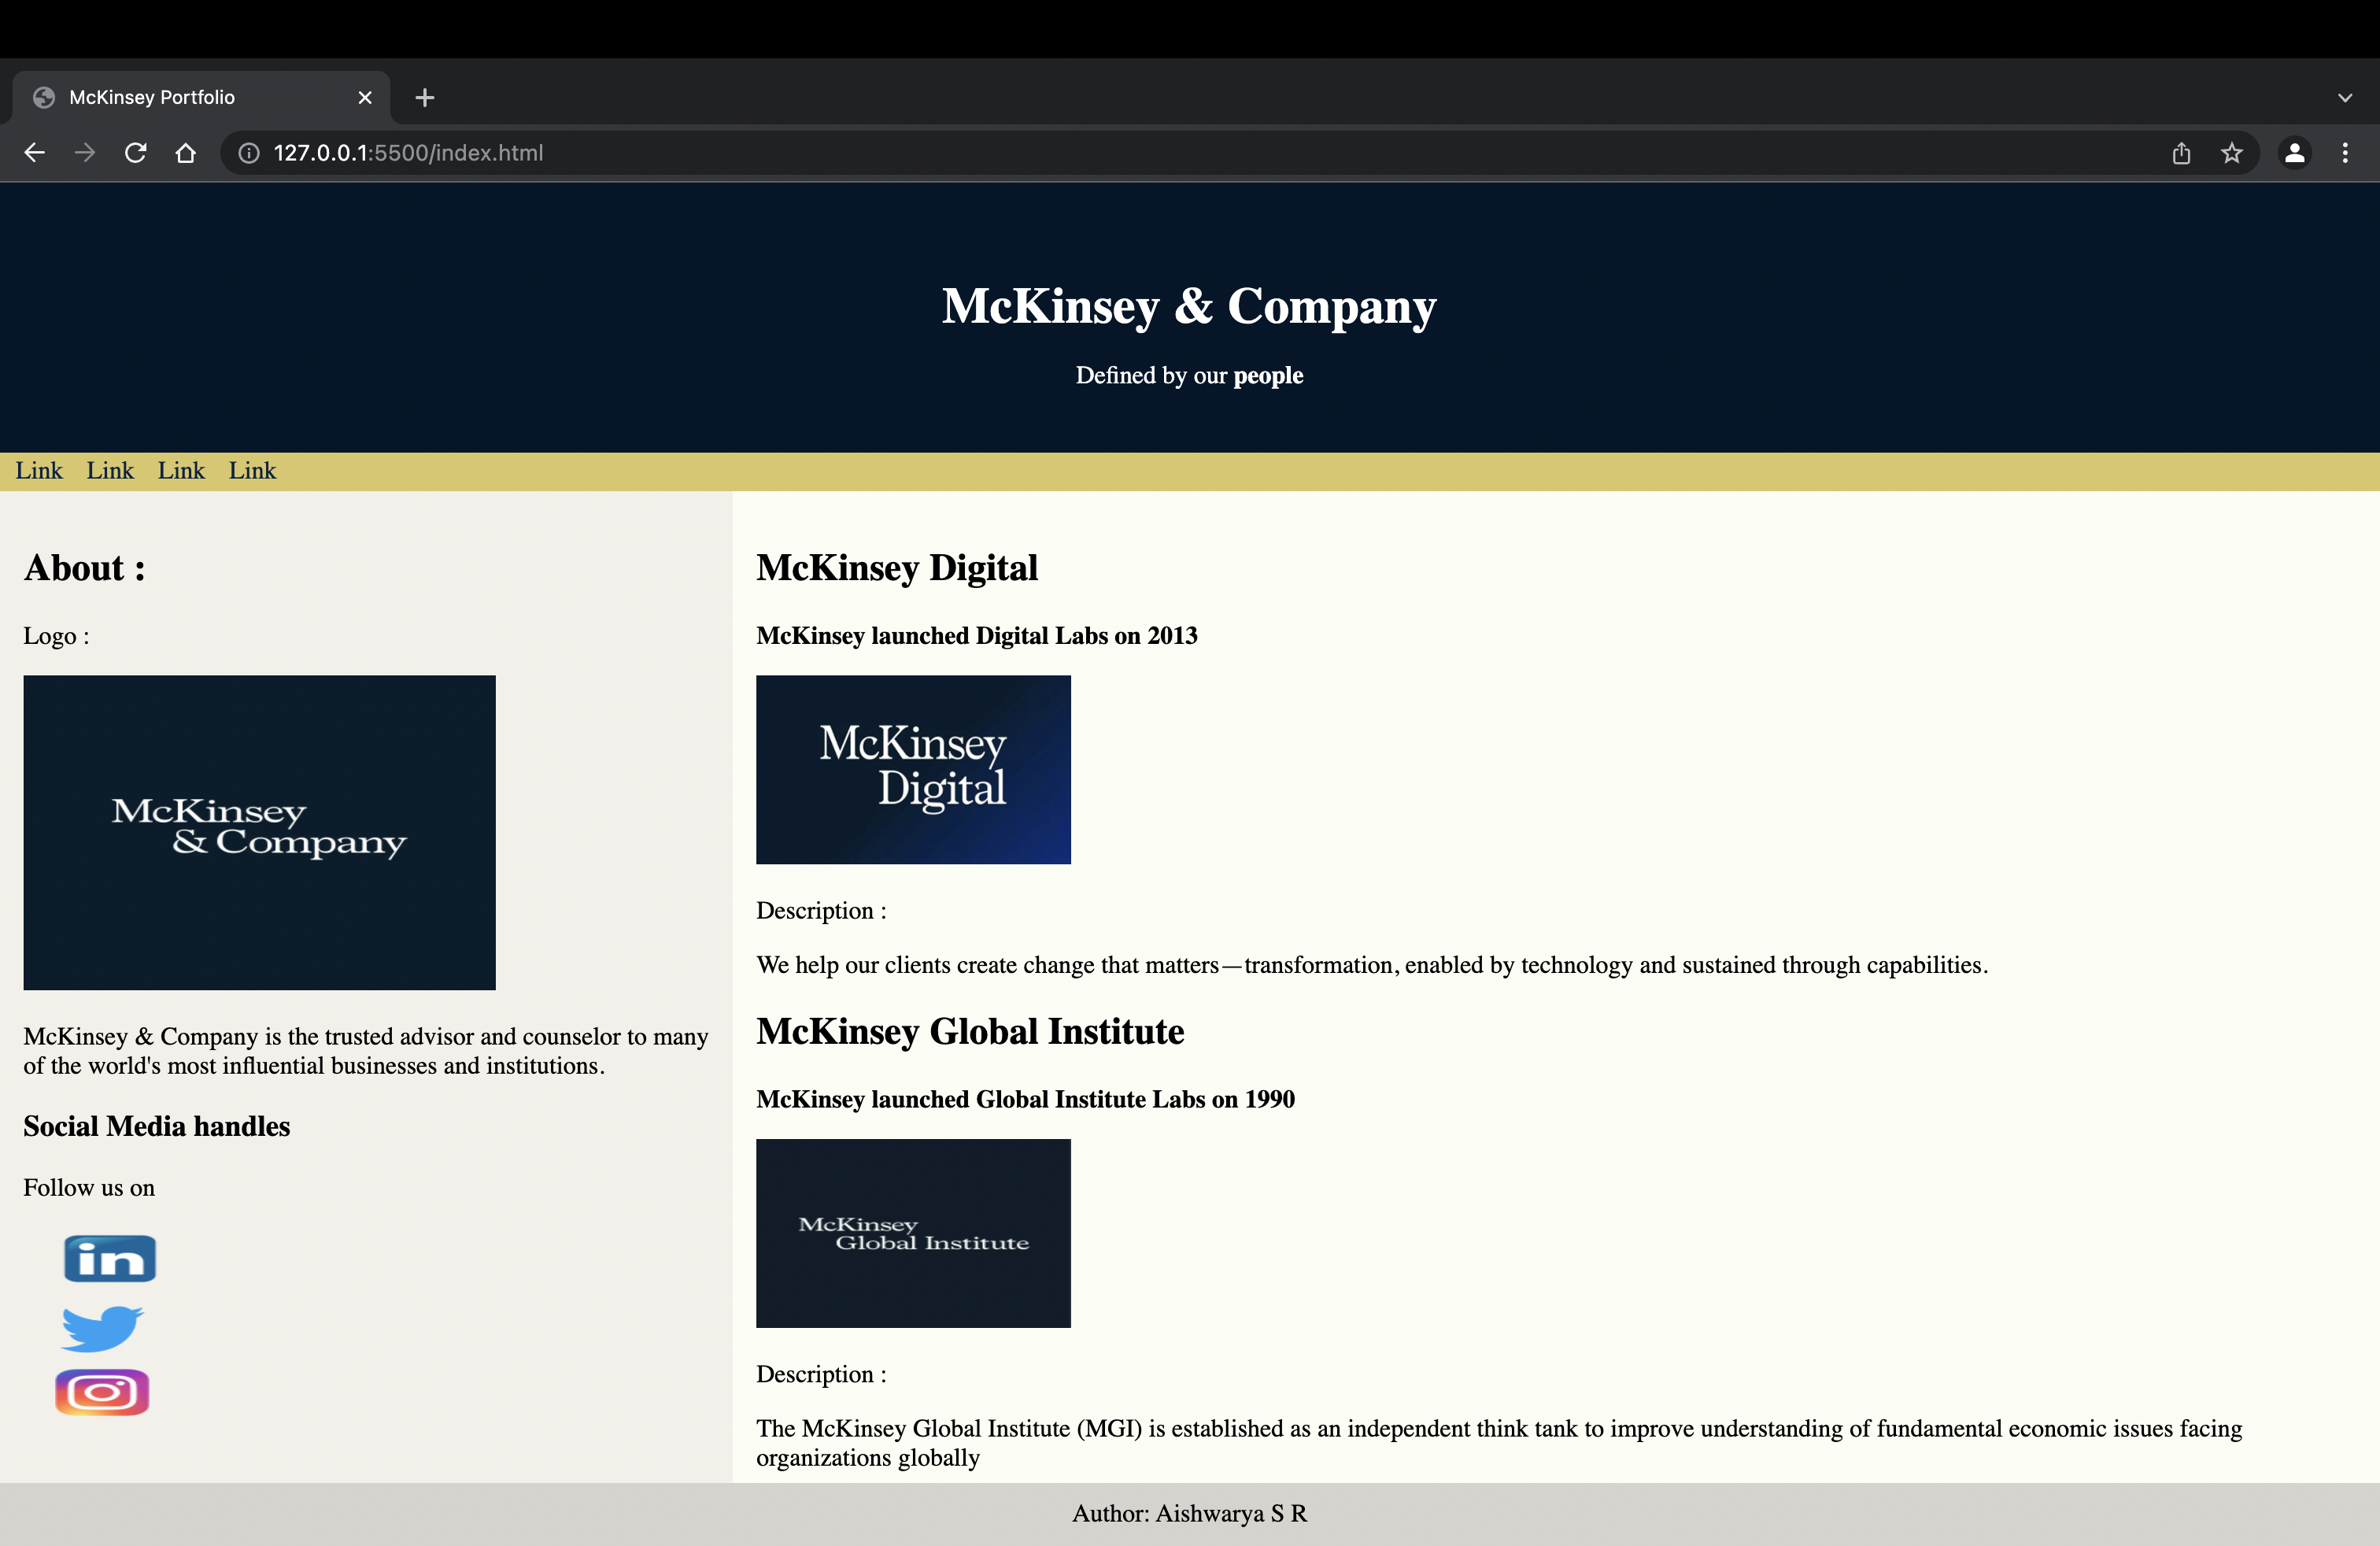 McKinsey Portfolio
127.0.0.1:5500/index.html
McKinsey & Company
Defined by our people
Link Link Link Link
About :
Logo :
McKinsey
& Company
McKinsey & Company is the trusted advisor and counselor to many
of the world's most influential businesses and institutions.
Social Media handles
Follow us on
in
McKinsey Digital
McKinsey launched Digital Labs on 2013
McKinsey
Digital
Description :
We help our clients create change that matters—transformation, enabled by technology and sustained through capabilities.
McKinsey Global Institute
McKinsey launched Global Institute Labs on 1990
McKinsey
Global Institute
Description :
The McKinsey Global Institute (MGI) is established as an independent think tank to improve understanding of fundamental economic issues facing
organizations globally
Author: Aishwarya S R